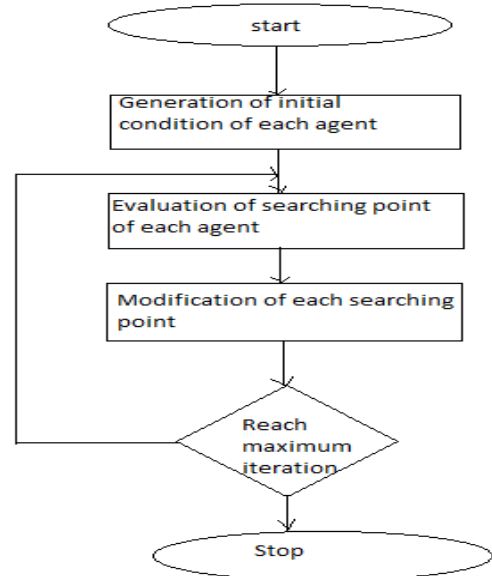 start
Generation of initial
condition of each agent
Evaluation of searching point
of each agent
Modification of each searching
point
Reach
maximum
iteration
Stop